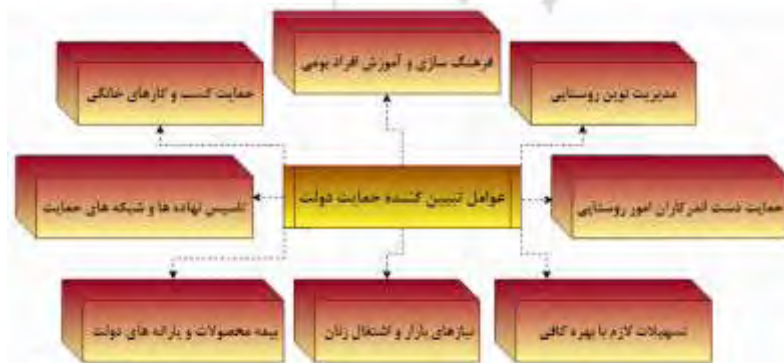 فرهنگ سازی و آموزش افراد بومی
مدیریت نوین روستایی
حمایت کسب و کارهای خانگی
عوامل تبیین کننده حمایت دولت
حمایت دست اندرکاران امور روستایی
تاسیس نهاده ها و شبکه های حمایت
تسهیلات لازم با بهره کافی
نیازهای بازار و اشتغال زنان
بیمه محصولات و یارانه های دولت